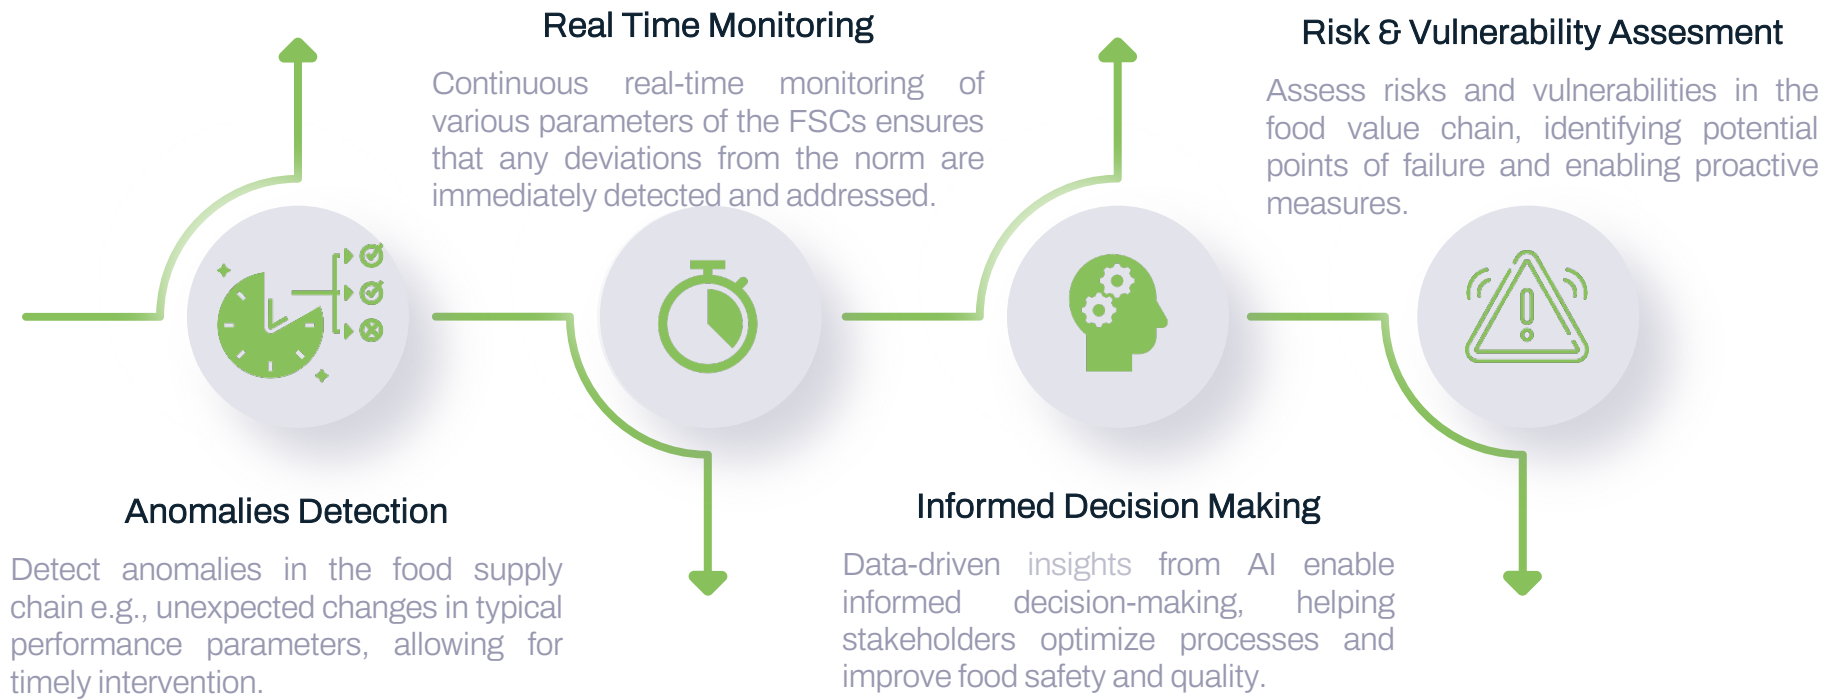 Real Time Monitoring
Continuous real-time monitoring of
various parameters of the FSCs ensures
that any deviations from the norm are
immediately detected and addressed.
Risk & Vulnerability Assesment
Assess risks and vulnerabilities in the
food value chain, identifying potential
points of failure and enabling proactive
measures.
Anomalies Detection
Detect anomalies in the food supply
chain e.g., unexpected changes in typical
performance parameters, allowing for
timely intervention.
Informed Decision Making
Data-driven insights from AI enable
informed decision-making, helping
stakeholders optimize processes and
improve food safety and quality.